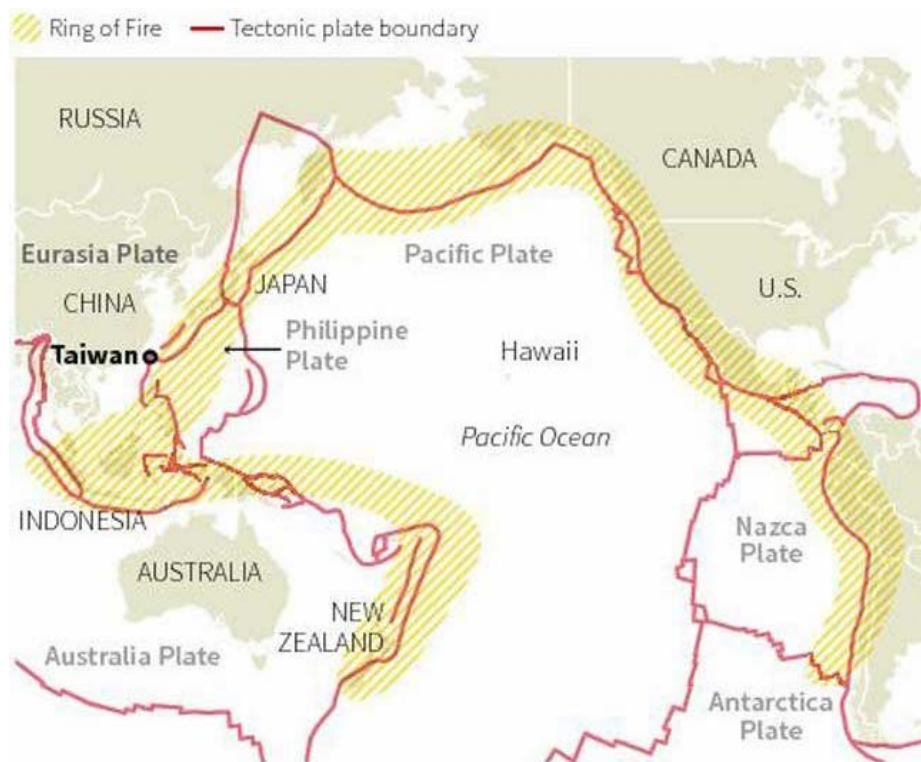 Ring of Fire
Tectonic plate boundary
RUSSIA
CANADA
Eurasia Plate
Pacific Plate
CHINA
JAPAN
U.S.
Taiwan
Philippine
Plate
Hawaii
Pacific Ocean
INDONESIA
Nazca
Plate
AUSTRALIA
NEW
ZEALAND
Australia Plate
Antarctica
Plate